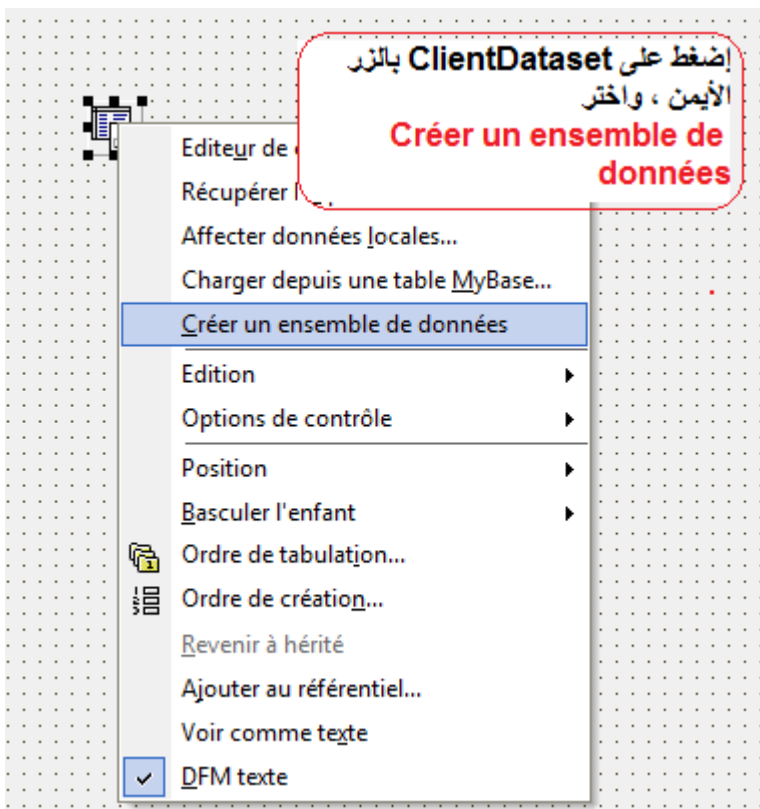 إضغط على ClientDataset بالزر
الأيمن ، واختر
Créer un ensemble de
données
Editeur de
Récupérer
Affecter données locales...
Charger depuis une table MyBase...
Créer un ensemble de données
Edition
Options de contrôle
Position
Basculer l'enfant
Ordre de tabulation...
Ordre de création...
Revenir à hérité
Ajouter au référentiel...
Voir comme texte
DFM texte